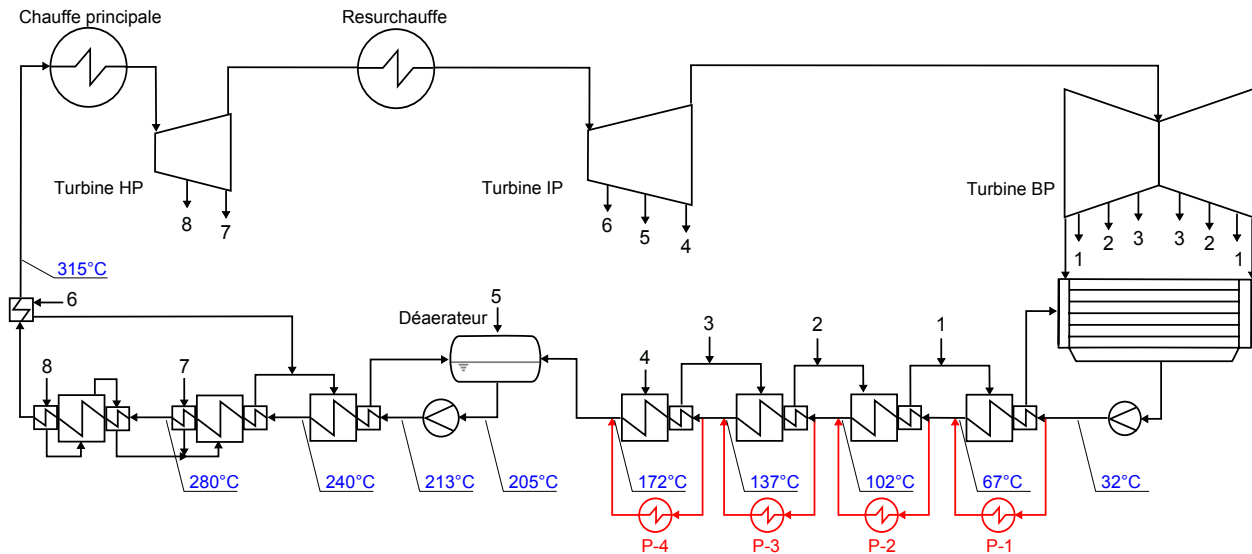 Chauffe principale
Resurchauffe
Turbine HP
Turbine IP
Turbine BP
8
7
6
5
4
1
2
3
3
2
1
315°C
6
5
Déaerateur
3
2
1
8
7
4
280°C
240°C
213°C
205°C
172°C
137°C
102°C
67°C
32°C
P-4
P-3
P-2
P-1